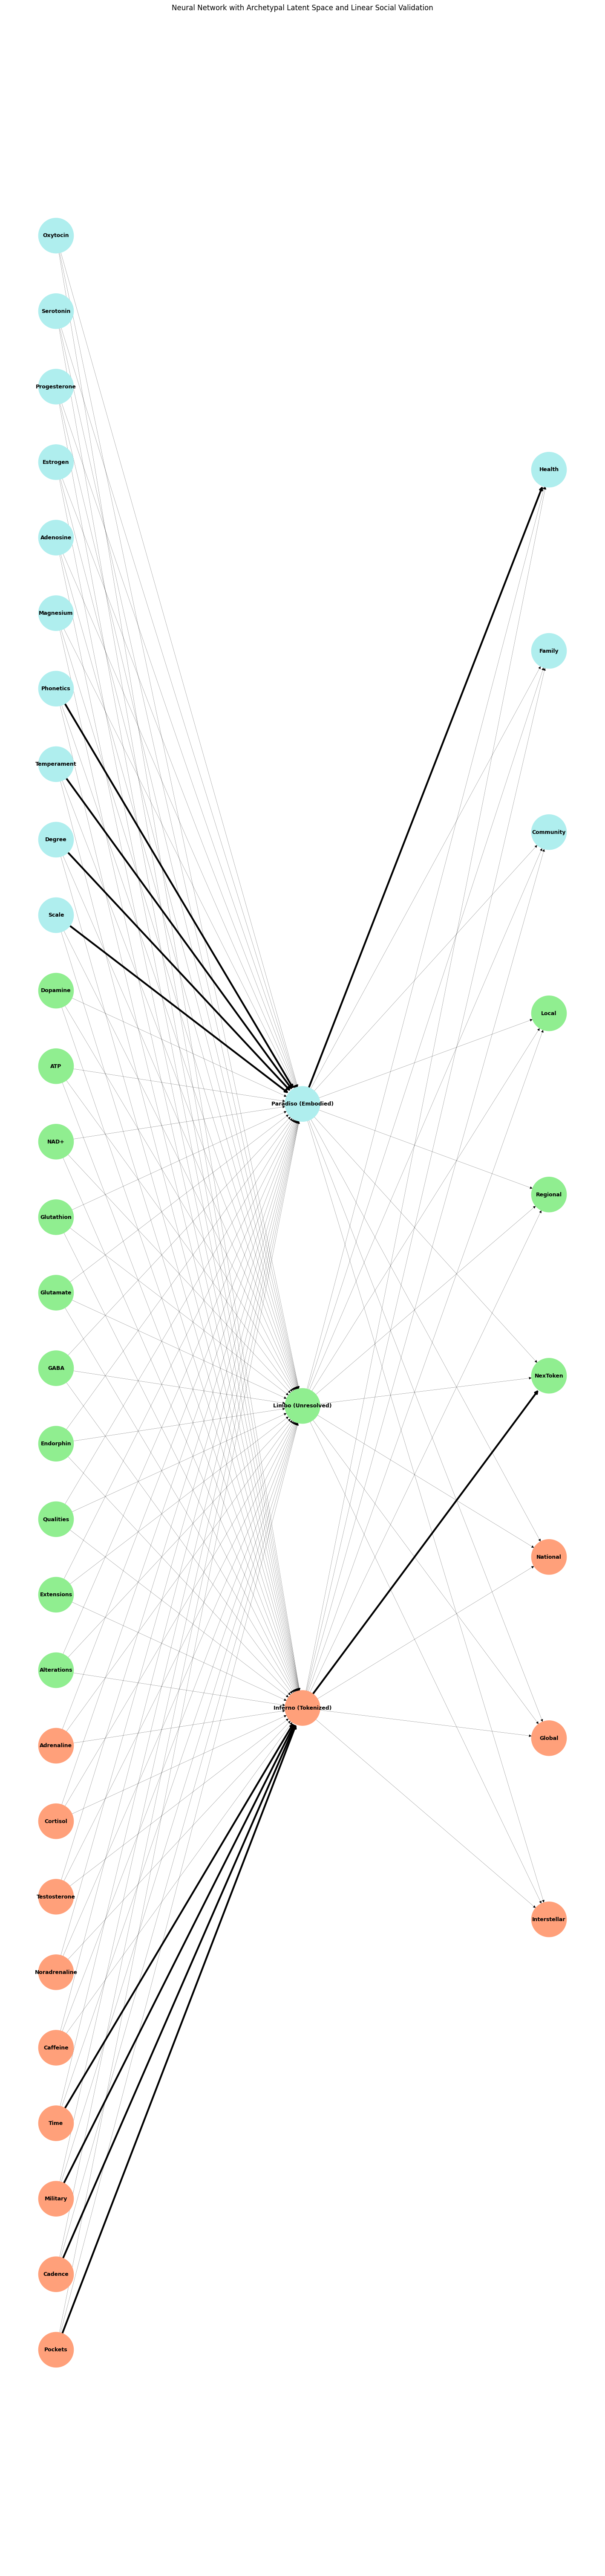 Neural Network with Archetypal Latent Space and Linear Social Validation
Oxytocin
Serotonin
Progesterone
Estrogen
Adenosine
Magnesium
Phonetics
Temperament
Degree
Scale
Dopamine
ATP
NAD+
Glutathion
Glutamate
GABA
Endorphin
Qualities
Extensions
Alterations
Adrenaline
Cortisol
Testosterone
Noradrenaline
Caffeine
Time
Military
Cadence
Pockets
Paradiso (Embodied)
Limbo (Unresolved)
Inferno (Tokenized)
Health
Family
Community
Local
Regional
NexToken
National
Global
Interstellar